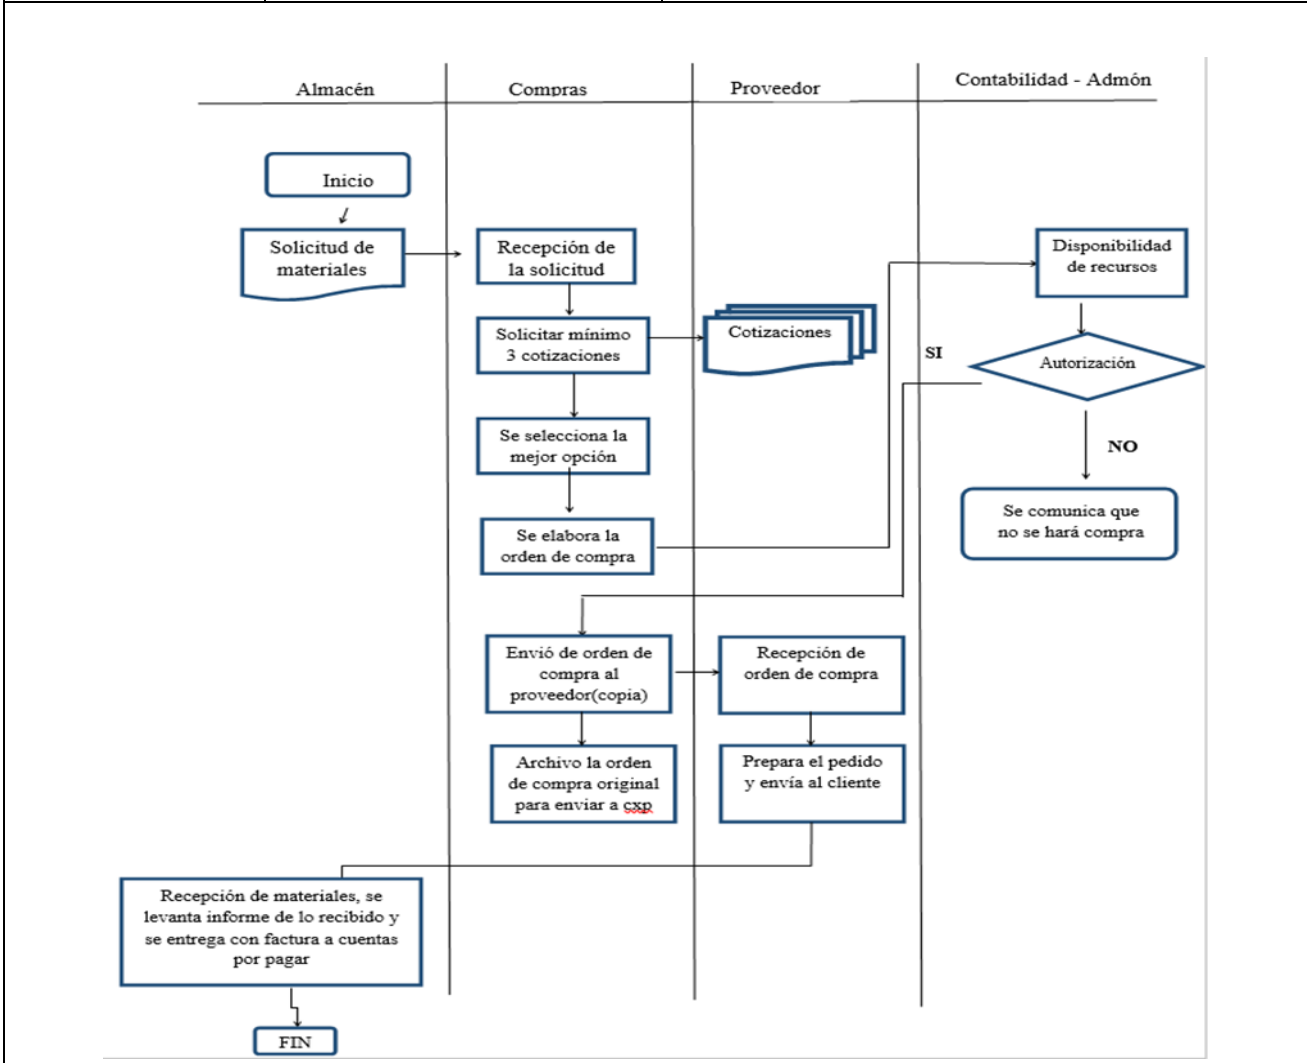 Almacén
Compras
Proveedor
Contabilidad - Admón
Inicio
Solicitud de
materiales
Recepción de
la solicitud
Disponibilidad
de recursos
Solicitar mínimo
3 cotizaciones
Cotizaciones
SI
Autorización
Se selecciona la
mejor opción
NO
Se elabora la
orden de compra
Se comunica que
no se hará compra
Envió de orden de
compra al
proveedor(copia)
Recepción de
orden de compra
Archivo la orden
de compra original
para enviar a cxp
Prepara el pedido
y envía al cliente
Recepción de materiales, se
levanta informe de lo recibido y
se entrega con factura a cuentas
por pagar
FIN